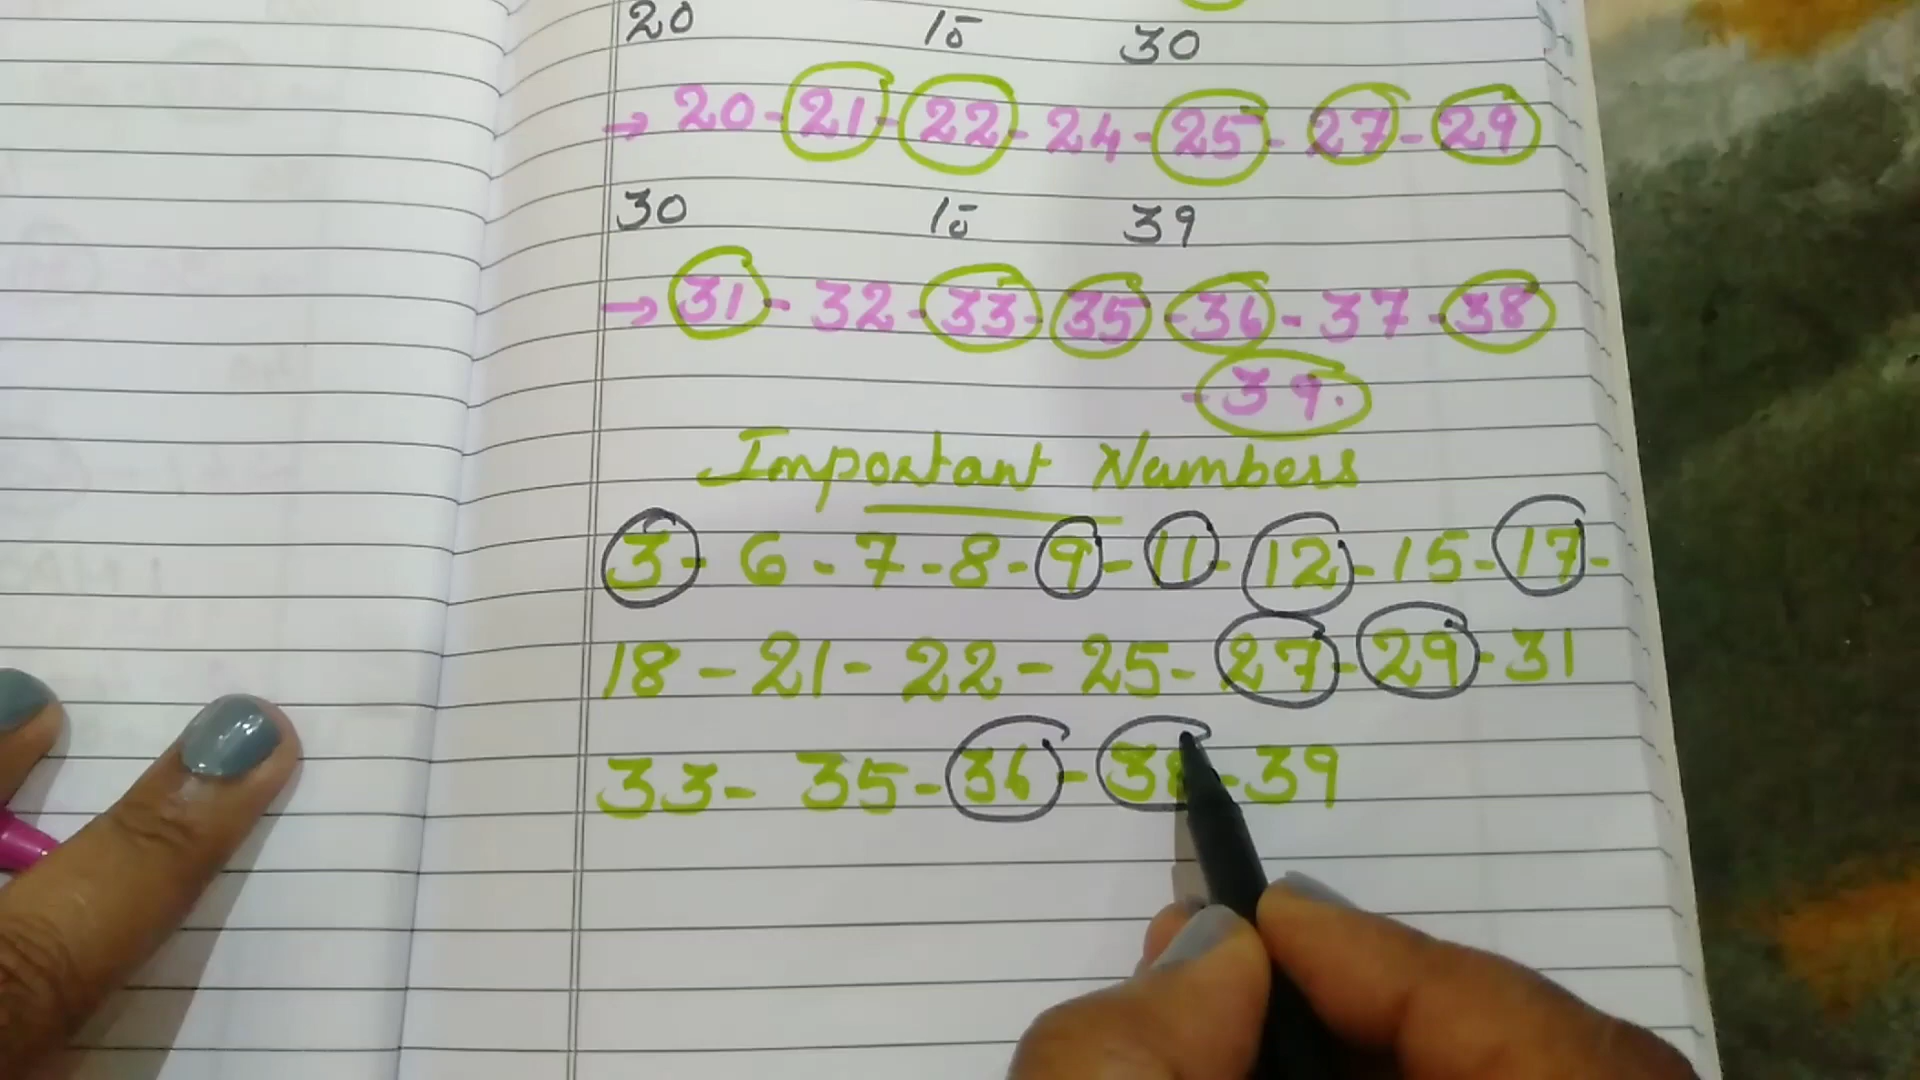 20 15 30
→ 20-21-22-24-25-27-29
30 15 39
→ 31-32-33-35-36-37-38
-39.
Important Numbers
3-6-7-8-9-11-12-15-17-
18-21-22-25-27-29-31
33-35-36-38-39